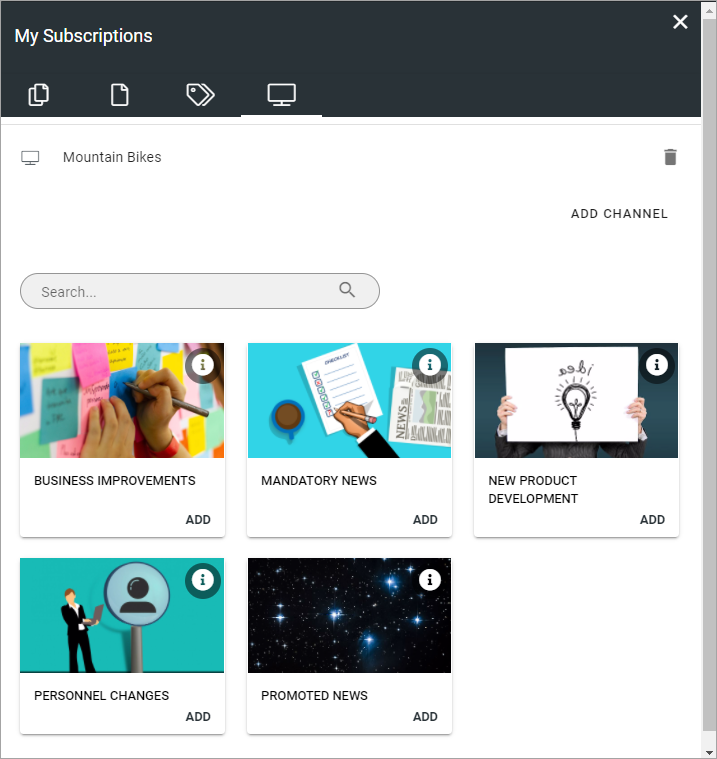 My Subscriptions
Mountain Bikes
ADD CHANNEL
Search...
CHECKLIST
NEWS
idea
BUSINESS IMPROVEMENTS
MANDATORY NEWS
NEW PRODUCT
DEVELOPMENT
ADD
ADD
ADD
PERSONNEL CHANGES
PROMOTED NEWS
ADD
ADD